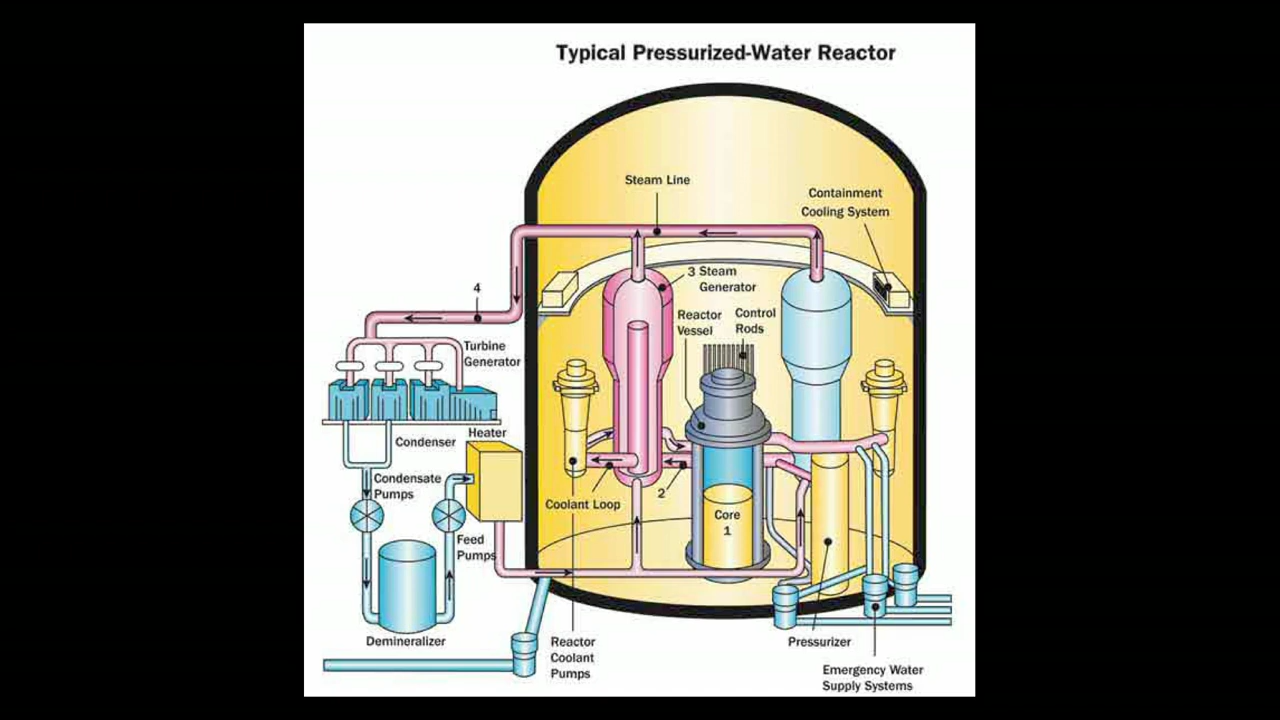 Typical Pressurized-Water Reactor
Steam Line
Containment
Cooling System
3 Steam
Generator
4
Reactor
Vessel
Control
Rods
Turbine
Generator
Heater
Condenser
Condensate
Pumps
2
Coolant Loop
Core
1
Feed
Pumps
Demineralizer
Reactor
Coolant
Pumps
Pressurizer
Emergency Water
Supply Systems